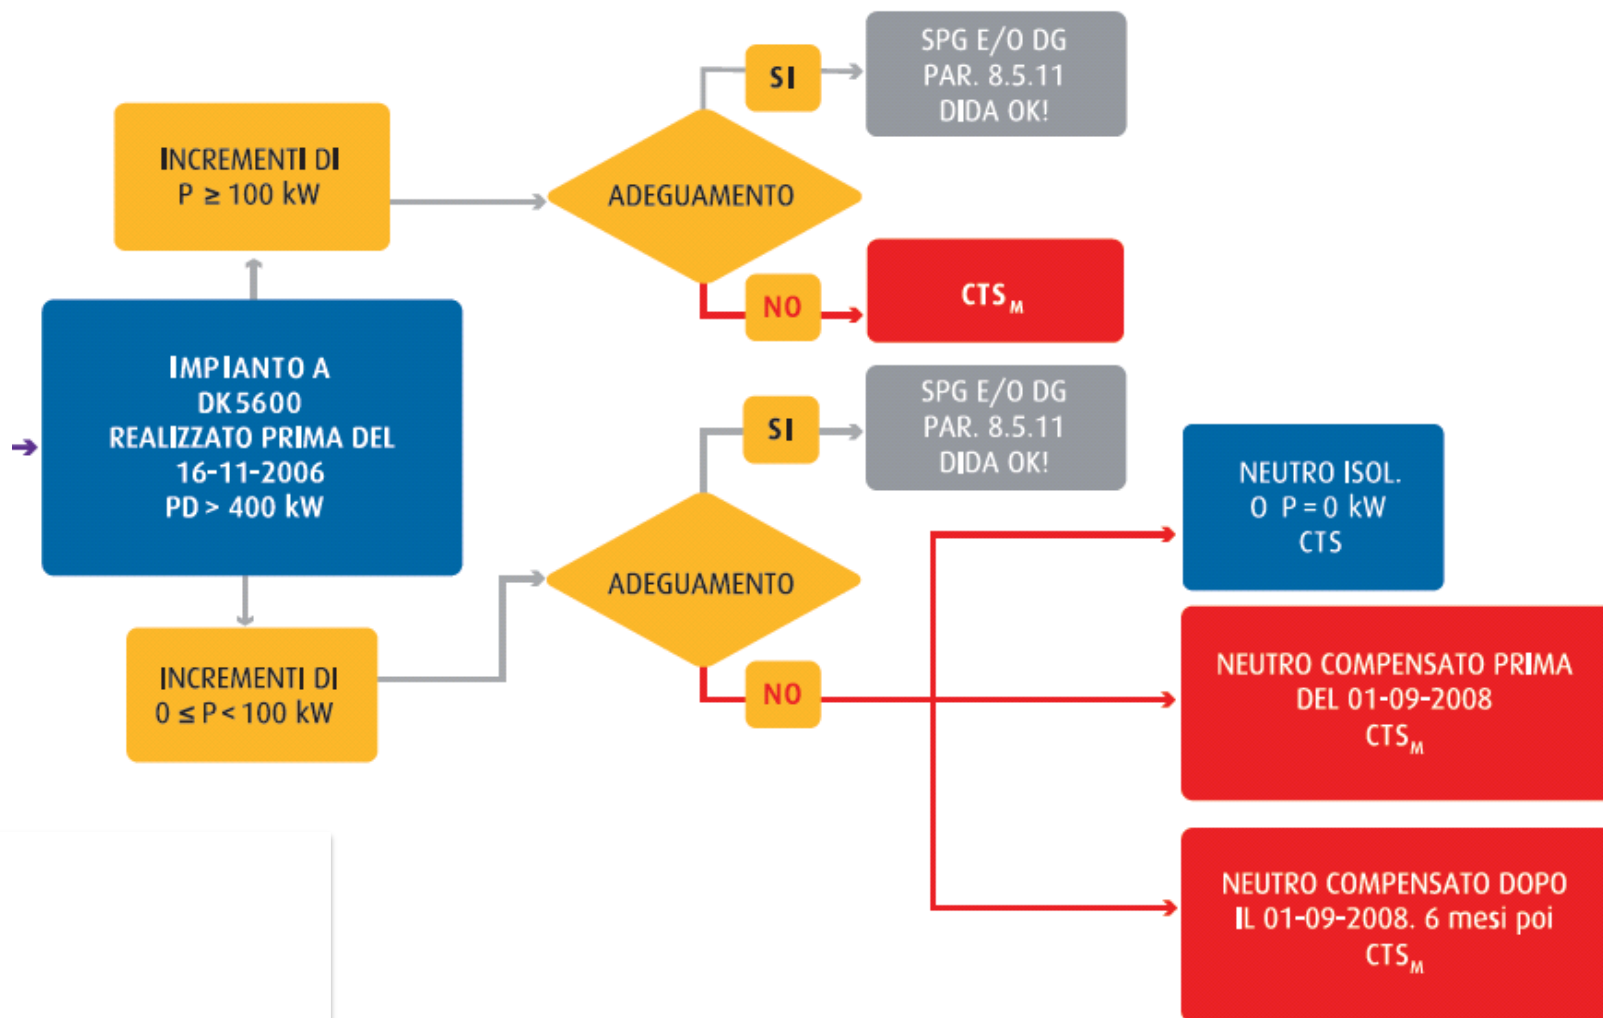 SPG E/O DG
PAR. 8.5.11
DIDA OK!
SI
INCREMENTI DI
P ≥ 100 kW
ADEGUAMENTO
NO
CTS_M
IMPIANTO A
DK5600
REALIZZATO PRIMA DEL
16-11-2006
PD > 400 kW
SPG E/O DG
PAR. 8.5.11
DIDA OK!
SI
NEUTRO ISOL.
O P = 0 kW
CTS
ADEGUAMENTO
INCREMENTI DI
0 ≤ P < 100 kW
NO
NEUTRO COMPENSATO PRIMA
DEL 01-09-2008
CTS_M
NEUTRO COMPENSATO DOPO
IL 01-09-2008. 6 mesi poi
CTS_M